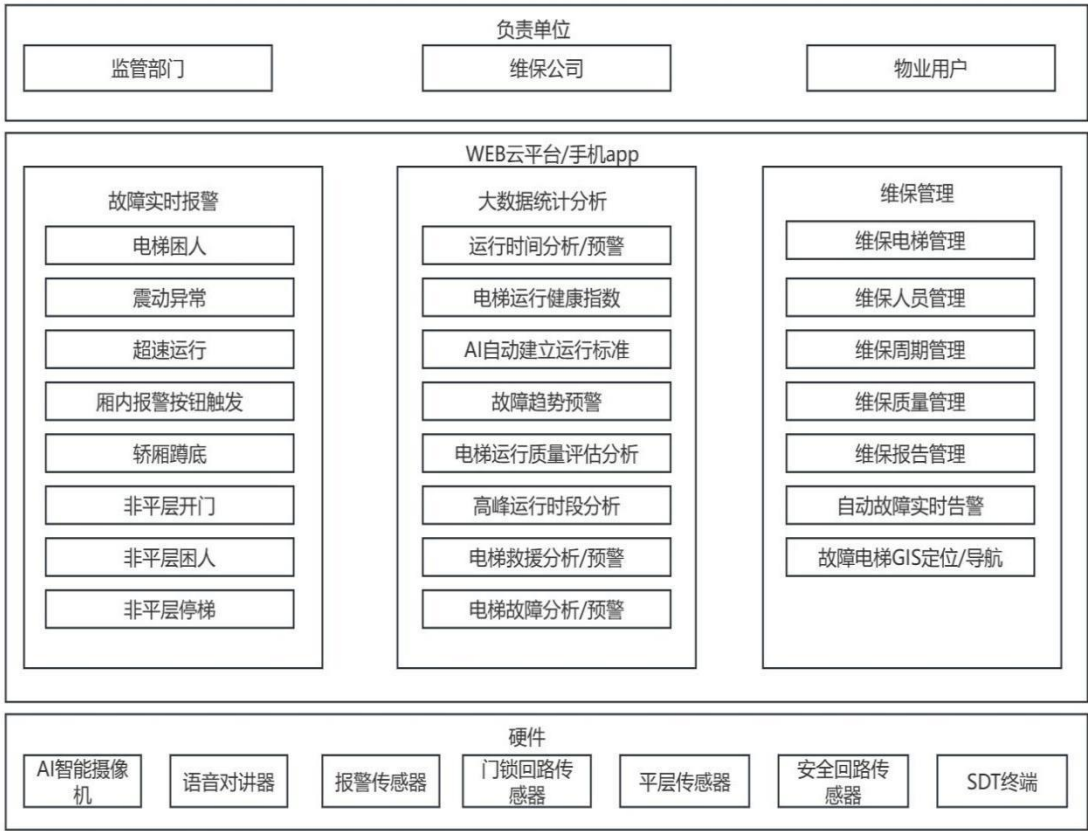 负责单位
监管部门
维保公司
物业用户
WEB云平台/手机app
故障实时报警
电梯困人
震动异常
超速运行
厢内报警按钮触发
轿厢蹲底
非平层开门
非平层困人
非平层停梯
大数据统计分析
运行时间分析/预警
电梯运行健康指数
AI自动建立运行标准
故障趋势预警
电梯运行质量评估分析
高峰运行时段分析
电梯救援分析/预警
电梯故障分析/预警
维保管理
维保电梯管理
维保人员管理
维保周期管理
维保质量管理
维保报告管理
自动故障实时告警
故障电梯GIS定位/导航
硬件
AI智能摄像
机
语音对讲器
报警传感器
门锁回路传
感器
平层传感器
安全回路传
感器
SDT终端